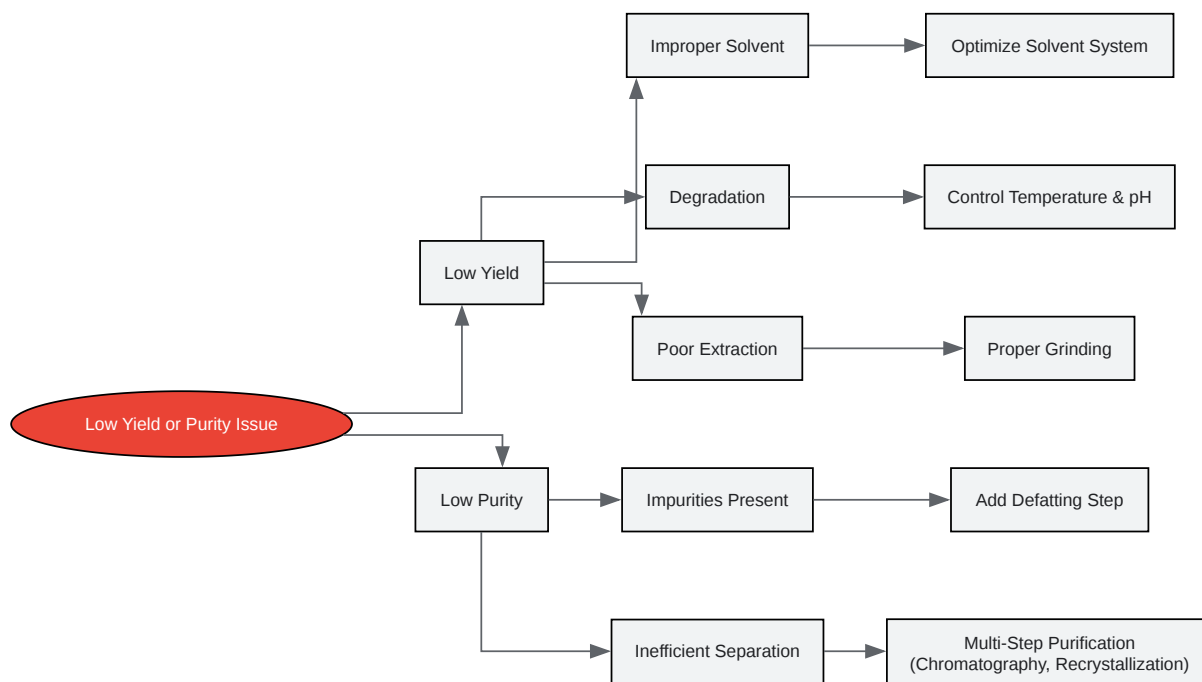 Improper Solvent
Optimize Solvent System
Degradation
Control Temperature & pH
Low Yield
Poor Extraction
Proper Grinding
Low Yield or Purity Issue
Low Purity
Impurities Present
Add Defatting Step
Inefficient Separation
Multi-Step Purification
(Chromatography, Recrystallization)